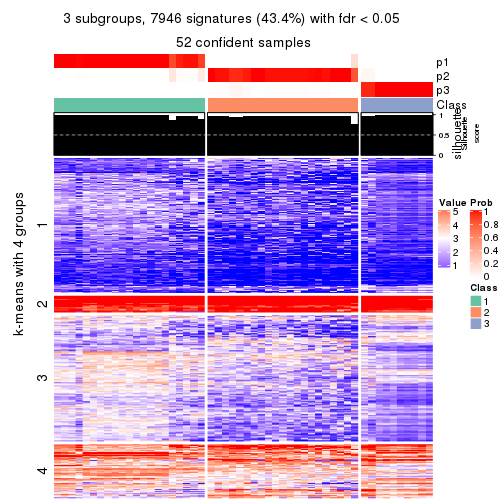 3 subgroups, 7946 signatures (43.4%) with fdr < 0.05
52 confident samples
p1
p2
p3
Class
1
0.5
0
silhouette
Silhouette
score
k-means with 4 groups
1
2
3
4
Value
5
4
3
2
1
Prob
1
0.8
0.6
0.4
0.2
0
Class
1
2
3